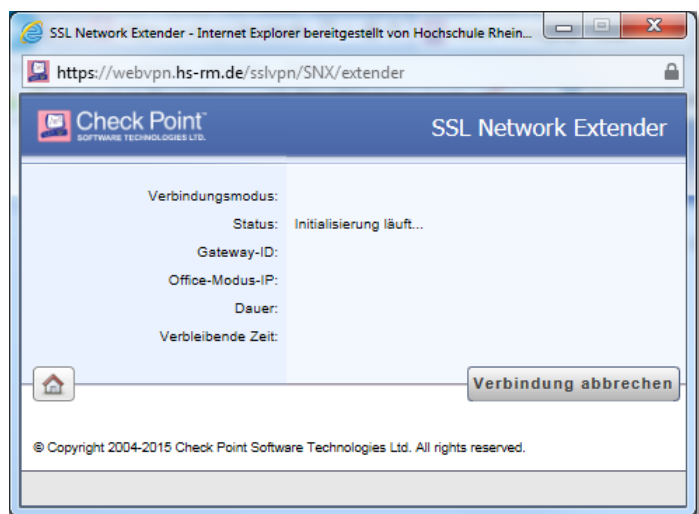 SSL Network Extender - Internet Explorer bereitgestellt von Hochschule Rhein...
https://webvpn.hs-rm.de/sslvpn/SNX/extender
Check Point™
SOFTWARE TECHNOLOGIES LTD.
SSL Network Extender
Verbindungsmodus:
Status: Initialisierung läuft...
Gateway-ID:
Office-Modus-IP:
Dauer:
Verbleibende Zeit:
Verbindung abbrechen
© Copyright 2004-2015 Check Point Software Technologies Ltd. All rights reserved.